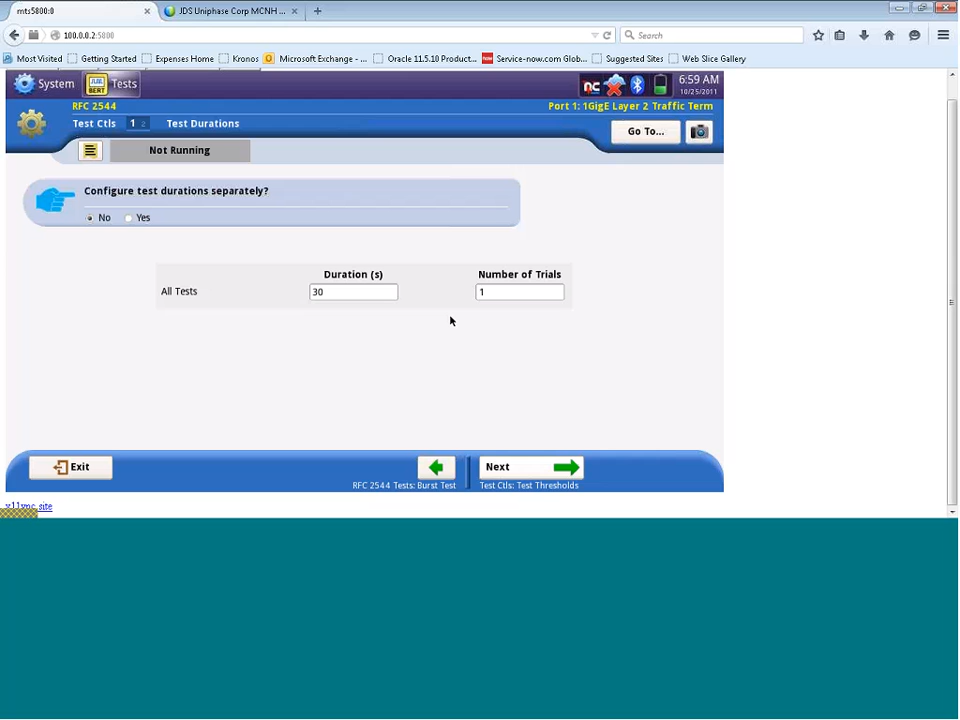 mts5800:0
JDS Uniphase Corp MCNH ...
100.0.0.2:5800
Search
Most Visited
Getting Started
Expenses Home
Kronos
Microsoft Exchange - ...
Oracle 11.5.10 Product...
Service-now.com Glob...
Suggested Sites
Web Slice Gallery
System
Tests
6:59 AM
10/25/2011
RFC 2544
Port 1: 1GigE Layer 2 Traffic Term
Test Ctls 1 2 Test Durations
Go To...
Not Running
Configure test durations separately?
No Yes
Duration (s) Number of Trials
All Tests 30 1
Exit
Next
RFC 2544 Tests: Burst Test
Test Ctls: Test Thresholds
site